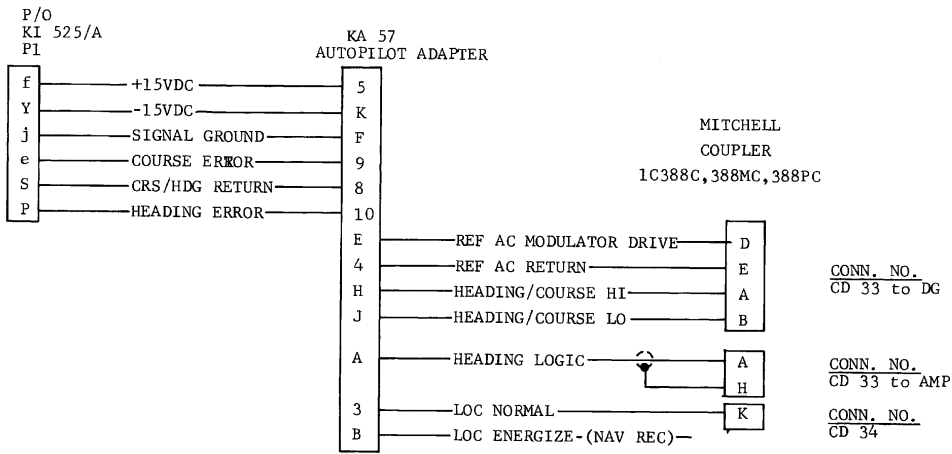 P/O
KI 525/A
P1
KA 57
AUTOPILOT ADAPTER
f +15VDC 5
Y -15VDC K
j SIGNAL GROUND F
e COURSE ERROR 9
S CRS/HDG RETURN 8
P HEADING ERROR 10
MITCHELL
COUPLER
1C388C,388MC,388PC
E REF AC MODULATOR DRIVE D
4 REF AC RETURN E
H HEADING/COURSE HI A
J HEADING/COURSE LO B
CONN. NO.
CD 33 to DG
A HEADING LOGIC A
H
CONN. NO.
CD 33 to AMP
3 LOC NORMAL K
B LOC ENERGIZE-(NAV REC)
CONN. NO.
CD 34